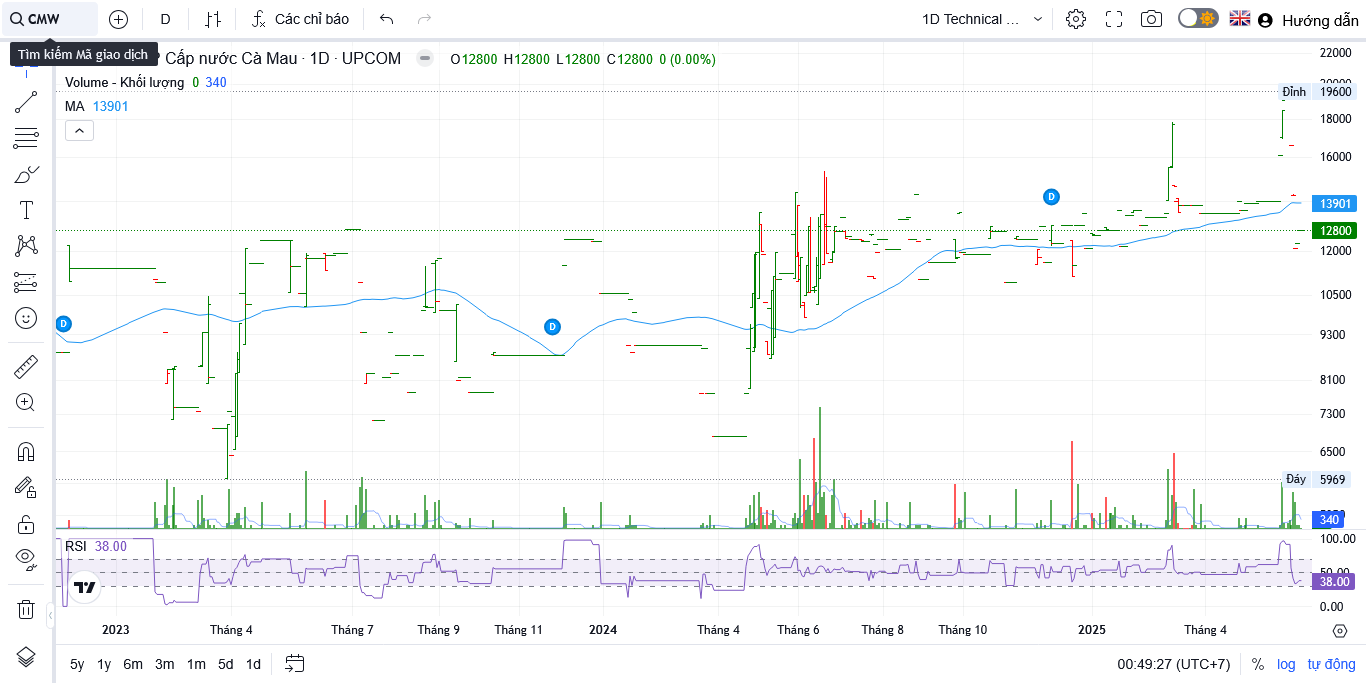 CMW
D
Các chỉ báo
1D Technical ...
Hướng dẫn
Tìm kiếm Mã giao dịch
Cấp nước Cà Mau · 1D · UPCOM
O12800 H12800 L12800 C12800 0 (0.00%)
Volume - Khối lượng 0 340
MA 13901
22000
Đỉnh 19600
18000
16000
D
13901
12800
12000
10500
D
D
9300
8100
7300
6500
Đáy 5969
340
RSI 38.00
100.00
50.00
38.00
0.00
2023
Tháng 4
Tháng 7
Tháng 9
Tháng 11
2024
Tháng 4
Tháng 6
Tháng 8
Tháng 10
2025
Tháng 4
5y 1y 6m 3m 1m 5d 1d
00:49:27 (UTC+7)
%
log
tự động